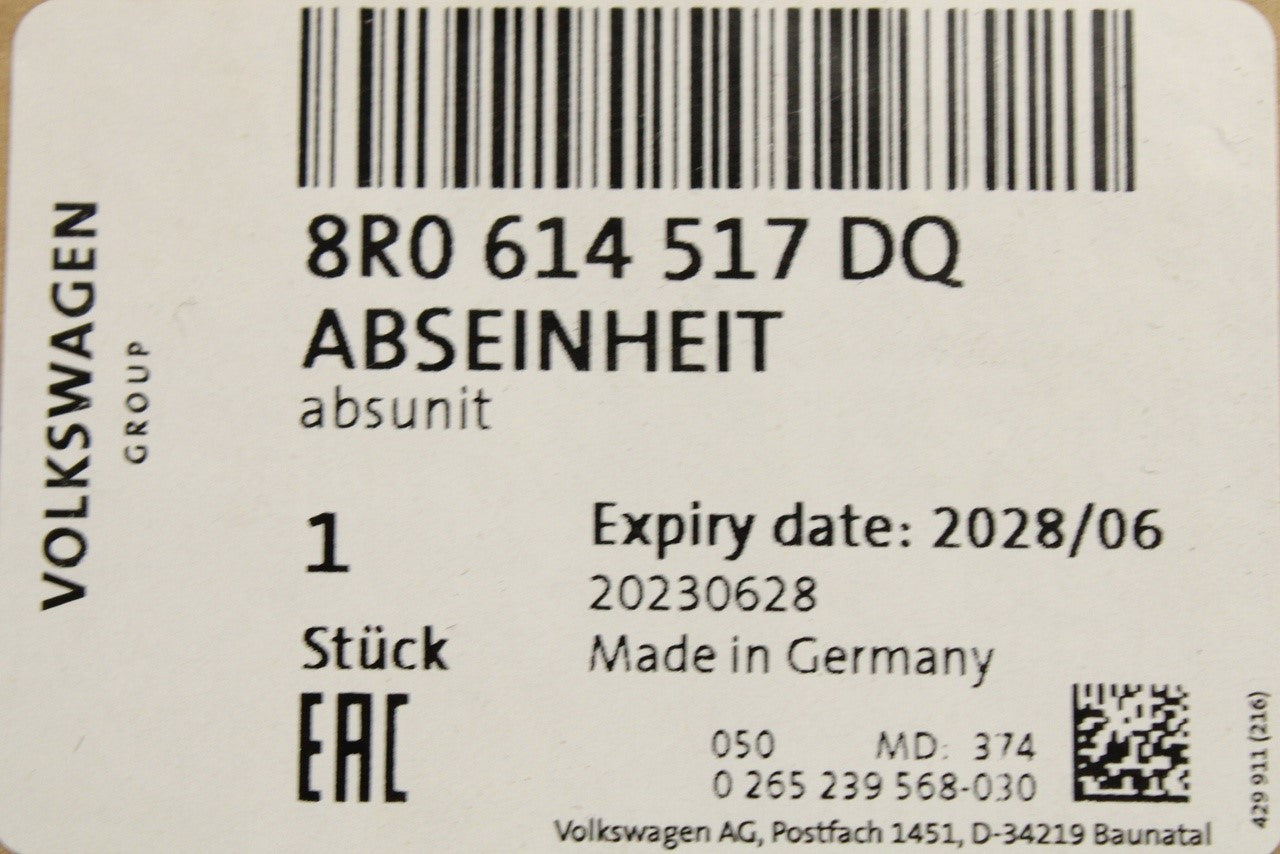 VOLKSWAGEN
GROUP
8R0 614 517 DQ
ABSEINHEIT
absunit
1
Expiry date: 2028/06
20230628
Stück
Made in Germany
EAC
050 MD: 374
0 265 239 568-030
Volkswagen AG, Postfach 1451, D-34219 Baunatal
429 911 (216)